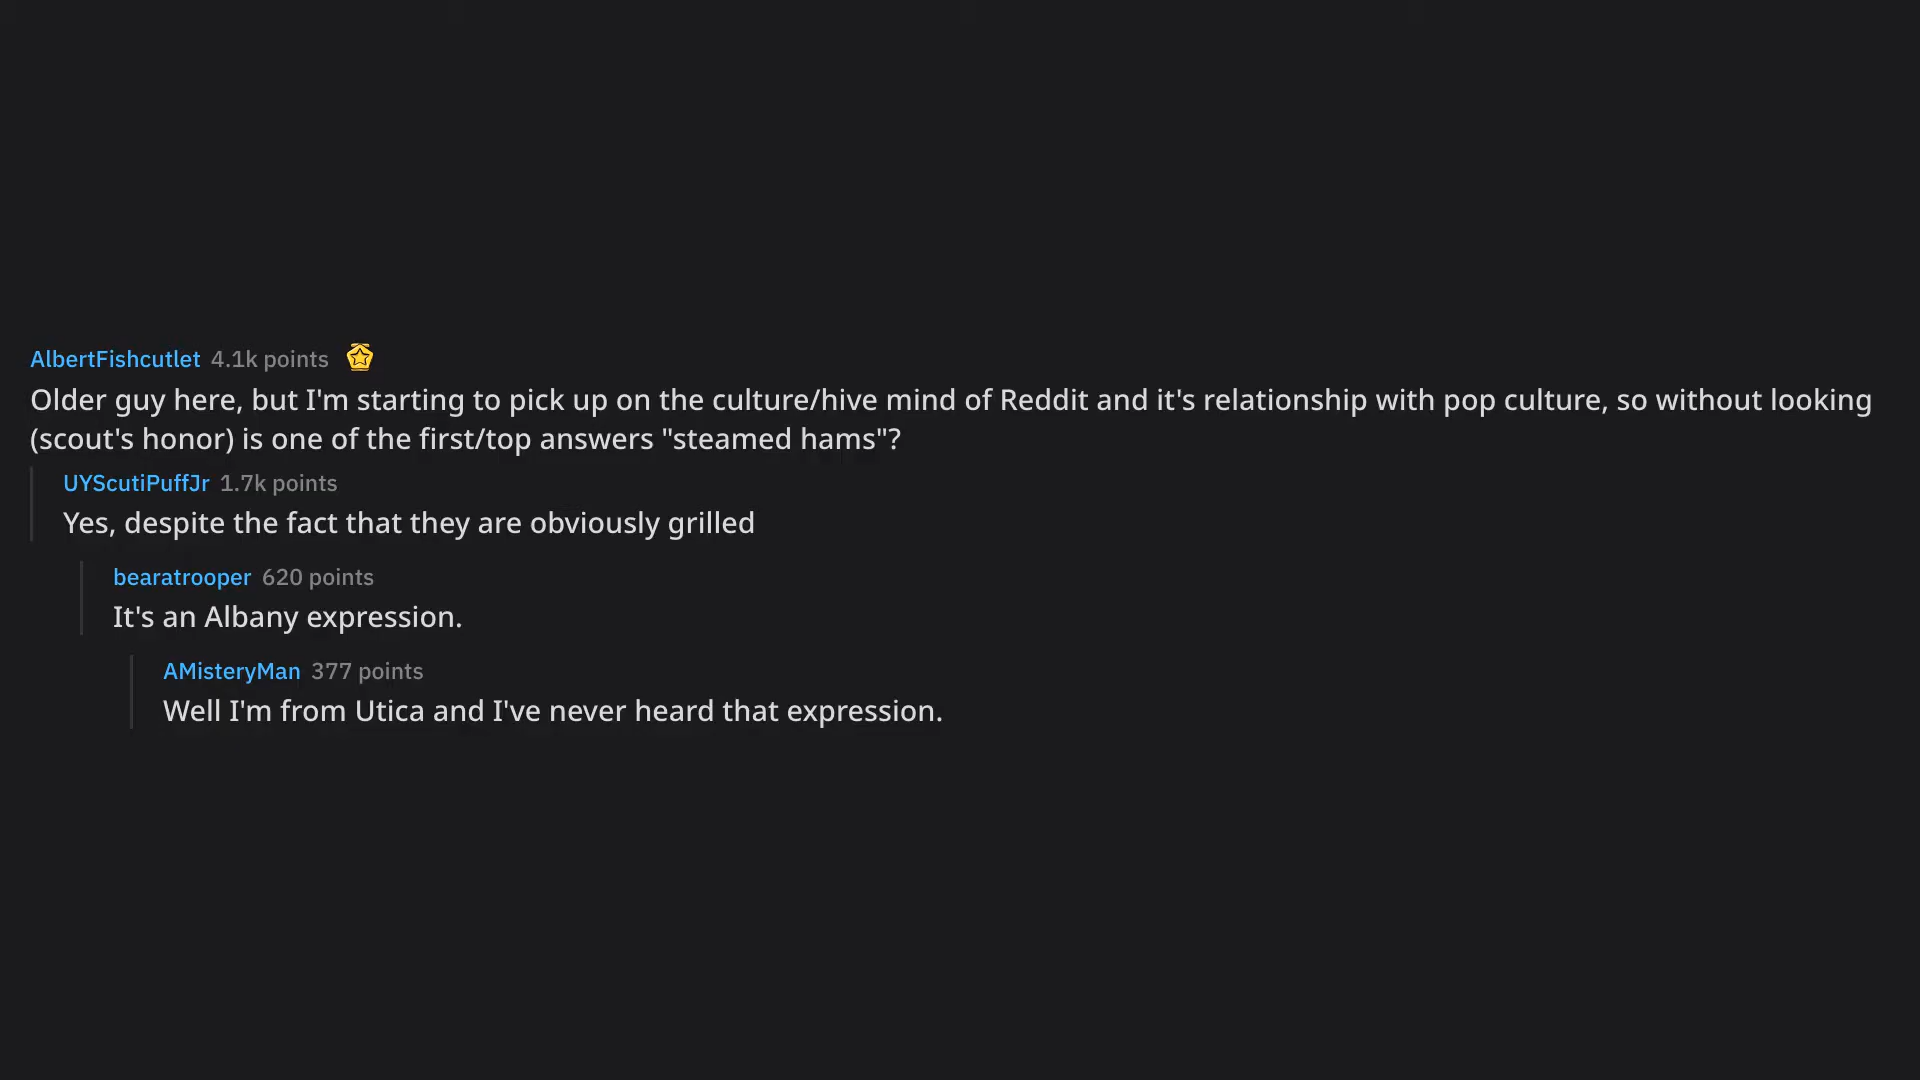 AlbertFishcutlet 4.1k points
Older guy here, but I'm starting to pick up on the culture/hive mind of Reddit and it's relationship with pop culture, so without looking
(scout's honor) is one of the first/top answers "steamed hams"?
UYScutiPuffJr 1.7k points
Yes, despite the fact that they are obviously grilled
bearatrooper 620 points
It's an Albany expression.
AMisteryMan 377 points
Well I'm from Utica and I've never heard that expression.